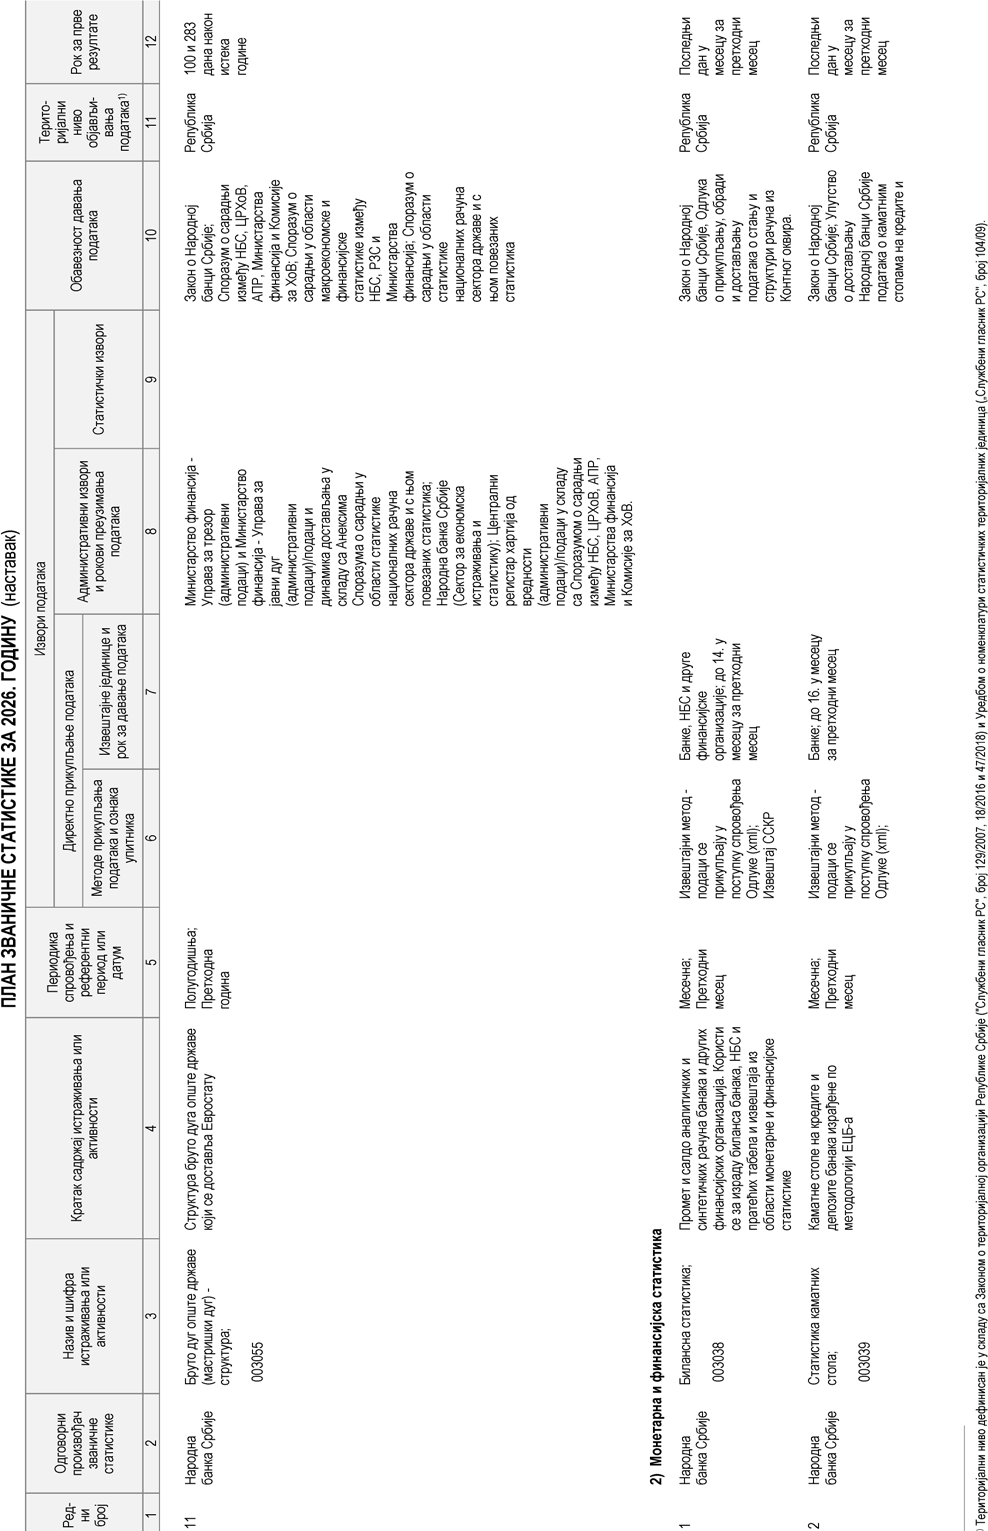 ПЛАН ЗВАНИЧНЕ СТАТИСТИКЕ ЗА 2026. ГОДИНУ (наставак)
Ред-
ни
број
Одговорни
произвођач
званичне
статистике
Назив и шифра
истраживања или
активности
Кратак садржај истраживања или
активности
Периодика
спровођења и
референтни
период или
датум
Извори података
Директно прикупљање података
Методе прикупљања
података и ознака
упитника
Извештајне јединице и
рок за давање података
Административни извори
и рокови преузимања
података
Статистички извори
Обавезност давања
података
Терито-
ријални
ниво
објављи-
вања
података1)
Рок за прве
резултате
1
2
3
4
5
6
7
8
9
10
11
12
11
Народна
банка Србије
Бруто дуг опште државе
(мастришки дуг) -
структура;
003055
Структура бруто дуга опште државе
који се доставља Евростату
Полугодишња;
Претходна
година
Министарство финансија -
Управа за трезор
(административни
подаци) и Министарство
финансија - Управа за
јавни дуг
(административни
подаци)/подаци и
динамика достављања у
складу са Анексима
Споразума о сарадњи у
области статистике
националних рачуна
сектора државе и с њом
повезаних статистика;
Народна банка Србије
(Сектор за економска
истраживања и
статистику); Централни
регистар хартија од
вредности
(административни
подаци)/подаци у складу
са Споразумом о сарадњи
између НБС, ЦРХоВ, АПР,
Министарства финансија
и Комисије за ХоВ.
Закон о Народној
банци Србије;
Споразум о сарадњи
између НБС, ЦРХоВ,
АПР, Министарства
финансија и Комисије
за ХоВ; Споразум о
сарадњи у области
макроекономске и
финансијске
статистике између
НБС, РЗС и
Министарства
финансија; Споразум о
сарадњи у области
статистике
националних рачуна
сектора државе и с
њом повезаних
статистика
Република
Србија
100 и 283
дана након
истека
године
2) Монетарна и финансијска статистика
1
Народна
банка Србије
Билансна статистика;
003038
Промет и салдо аналитичких и
синтетичких рачуна банака и других
финансијских организација. Користи
се за израду биланса банака, НБС и
пратећих табела и извештаја из
области монетарне и финансијске
статистике
Месечна;
Претходни
месец
Извештајни метод -
подаци се
прикупљају у
поступку спровођења
Одлуке (xml);
Извештај ССКР
Банке, НБС и друге
финансијске
организације; до 14. у
месецу за претходни
месец
Закон о Народној
банци Србије, Одлука
о прикупљању, обради
и достављању
података о стању и
структури рачуна из
Контног оквира.
Република
Србија
Последњи
дан у
месецу за
претходни
месец
2
Народна
банка Србије
Статистика каматних
стопа;
003039
Каматне стопе на кредите и
депозите банака израђене по
методологији ЕЦБ-а
Месечна;
Претходни
месец
Извештајни метод -
подаци се
прикупљају у
поступку спровођења
Одлуке (xml);
Банке; до 16. у месецу
за претходни месец
Закон о Народној
банци Србије; Упутство
о достављању
Народној банци Србије
података о каматним
стопама на кредите и
Република
Србија
Последњи
дан у
месецу за
претходни
месец
) Територијални ниво дефинисан је у складу са Законом о територијалној организацији Републике Србије ("Службени гласник РС", број 129/2007, 18/2016 и 47/2018) и Уредбом о номенклатури статистичких територијалних јединица („Службени гласник РС", број 104/09).